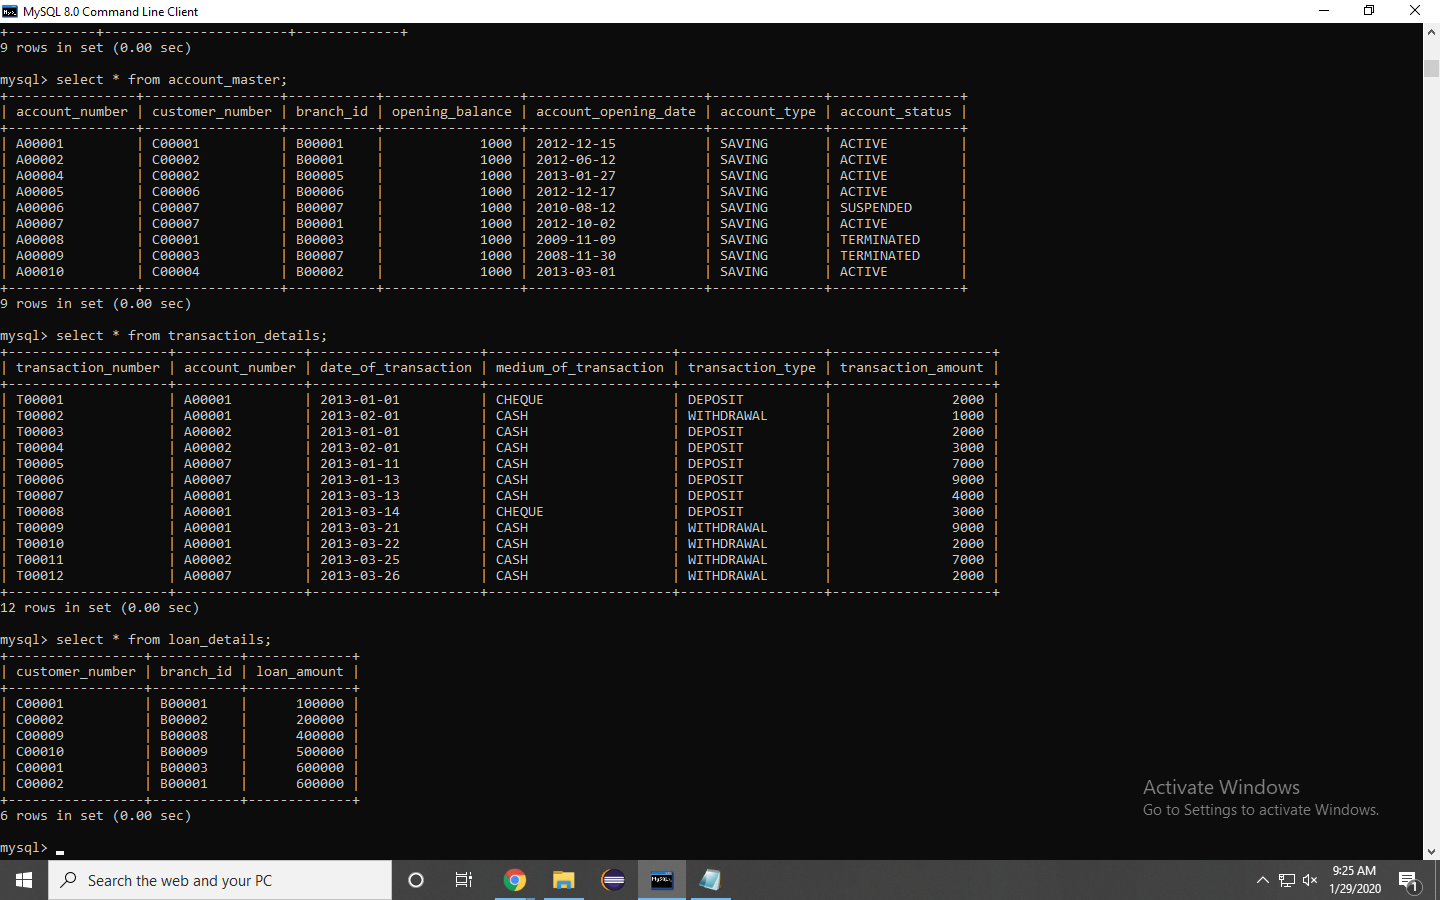 MySQL 8.0 Command Line Client
+-----------+-----------------------+-------------+
9 rows in set (0.00 sec)
mysql> select * from account_master;
+----------------+-----------------+-----------+-----------------+----------------------+--------------+----------------+
| account_number | customer_number | branch_id | opening_balance | account_opening_date | account_type | account_status |
+----------------+-----------------+-----------+-----------------+----------------------+--------------+----------------+
| A00001         | C00001          | B00001    |            1000 | 2012-12-15           | SAVING       | ACTIVE         |
| A00002         | C00002          | B00001    |            1000 | 2012-06-12           | SAVING       | ACTIVE         |
| A00004         | C00002          | B00005    |            1000 | 2013-01-27           | SAVING       | ACTIVE         |
| A00005         | C00006          | B00006    |            1000 | 2012-12-17           | SAVING       | ACTIVE         |
| A00006         | C00007          | B00007    |            1000 | 2010-08-12           | SAVING       | SUSPENDED      |
| A00007         | C00007          | B00001    |            1000 | 2012-10-02           | SAVING       | ACTIVE         |
| A00008         | C00001          | B00003    |            1000 | 2009-11-09           | SAVING       | TERMINATED     |
| A00009         | C00003          | B00007    |            1000 | 2008-11-30           | SAVING       | TERMINATED     |
| A00010         | C00004          | B00002    |            1000 | 2013-03-01           | SAVING       | ACTIVE         |
+----------------+-----------------+-----------+-----------------+----------------------+--------------+----------------+
9 rows in set (0.00 sec)
mysql> select * from transaction_details;
+--------------------+----------------+---------------------+-----------------------+------------------+--------------------+
| transaction_number | account_number | date_of_transaction | medium_of_transaction | transaction_type | transaction_amount |
+--------------------+----------------+---------------------+-----------------------+------------------+--------------------+
| T00001             | A00001         | 2013-01-01          | CHEQUE                | DEPOSIT          |               2000 |
| T00002             | A00001         | 2013-02-01          | CASH                  | WITHDRAWAL       |               1000 |
| T00003             | A00002         | 2013-01-01          | CASH                  | DEPOSIT          |               2000 |
| T00004             | A00002         | 2013-02-01          | CASH                  | DEPOSIT          |               3000 |
| T00005             | A00007         | 2013-01-11          | CASH                  | DEPOSIT          |               7000 |
| T00006             | A00007         | 2013-01-13          | CASH                  | DEPOSIT          |               9000 |
| T00007             | A00001         | 2013-03-13          | CASH                  | DEPOSIT          |               4000 |
| T00008             | A00001         | 2013-03-14          | CHEQUE                | DEPOSIT          |               3000 |
| T00009             | A00001         | 2013-03-21          | CASH                  | WITHDRAWAL       |               9000 |
| T00010             | A00001         | 2013-03-22          | CASH                  | WITHDRAWAL       |               2000 |
| T00011             | A00002         | 2013-03-25          | CASH                  | WITHDRAWAL       |               7000 |
| T00012             | A00007         | 2013-03-26          | CASH                  | WITHDRAWAL       |               2000 |
+--------------------+----------------+---------------------+-----------------------+------------------+--------------------+
12 rows in set (0.00 sec)
mysql> select * from loan_details;
+-----------------+-----------+-------------+
| customer_number | branch_id | loan_amount |
+-----------------+-----------+-------------+
| C00001          | B00001    |      100000 |
| C00002          | B00002    |      200000 |
| C00009          | B00008    |      400000 |
| C00010          | B00009    |      500000 |
| C00001          | B00003    |      600000 |
| C00002          | B00001    |      600000 |
+-----------------+-----------+-------------+
6 rows in set (0.00 sec)
mysql>
Activate Windows
Go to Settings to activate Windows.
Search the web and your PC
9:25 AM
1/29/2020
1